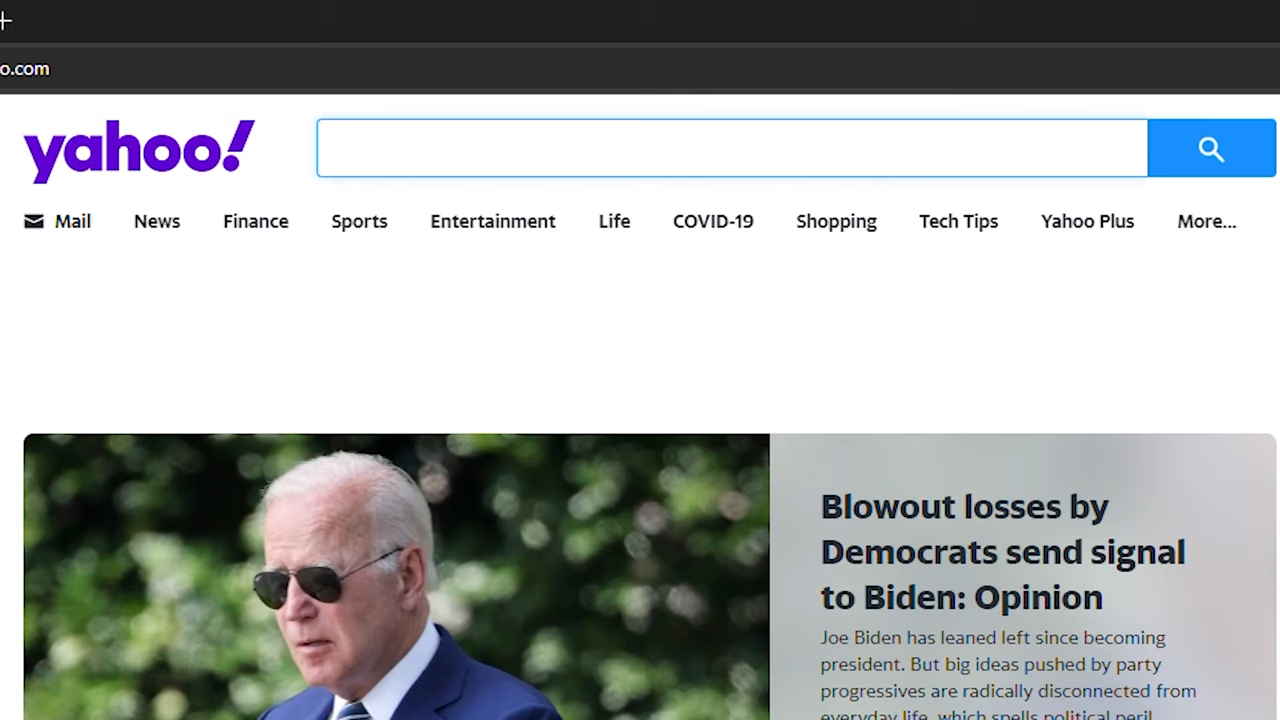 o.com
yahoo!
Mail News Finance Sports Entertainment Life COVID-19 Shopping Tech Tips Yahoo Plus More...
Blowout losses by
Democrats send signal
to Biden: Opinion
Joe Biden has leaned left since becoming
president. But big ideas pushed by party
progressives are radically disconnected from
everyday life, which spells political peril